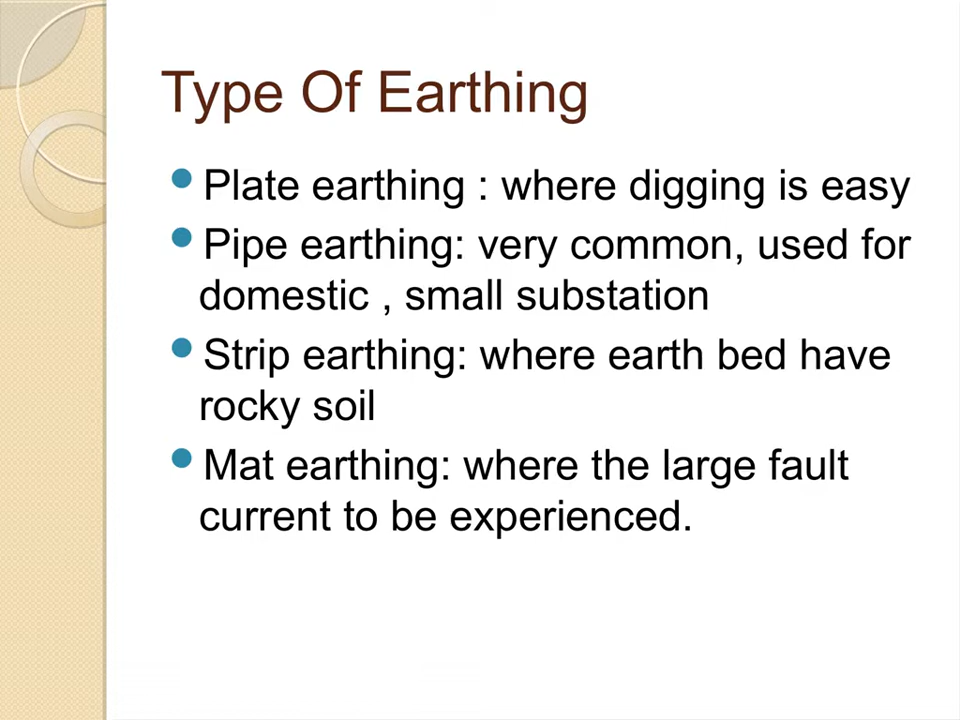 Type Of Earthing
Plate earthing : where digging is easy
Pipe earthing: very common, used for
domestic , small substation
Strip earthing: where earth bed have
rocky soil
Mat earthing: where the large fault
current to be experienced.